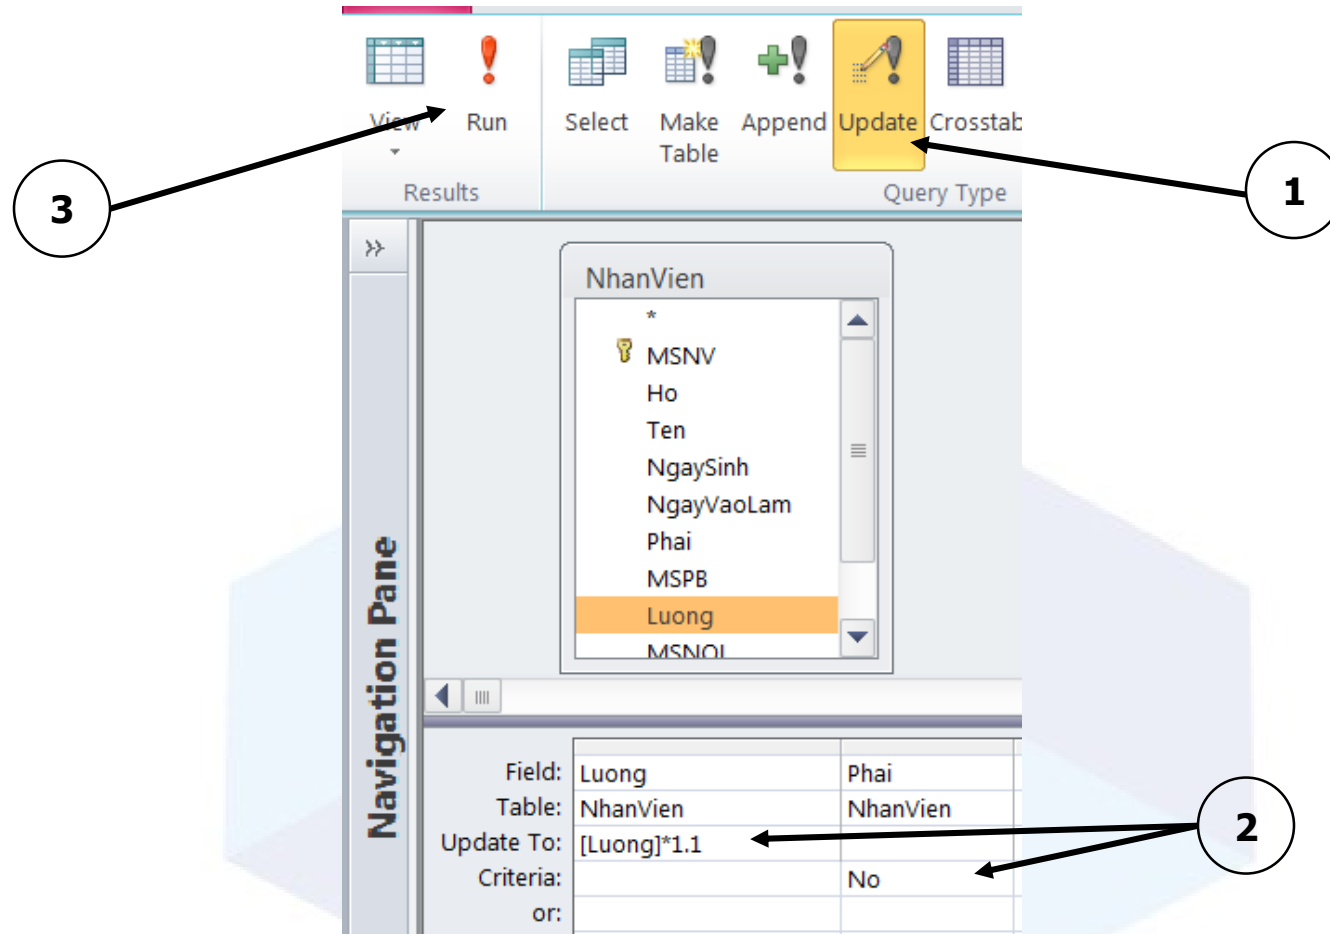 View
Run
Select
Make
Table
Append
Update
Crosstab
Results
Query Type
3
1
Navigation Pane
NhanVien
*
MSNV
Ho
Ten
NgaySinh
NgayVaoLam
Phai
MSPB
Luong
MSNQL
Field: Luong Phai
Table: NhanVien NhanVien
Update To: [Luong]*1.1
Criteria: No
or:
2